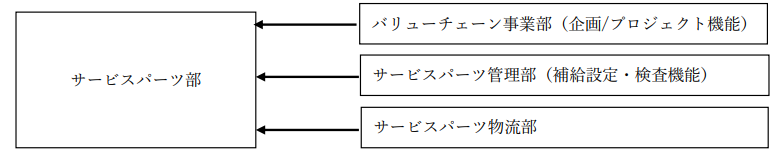 サービスパーツ部
バリューチェーン事業部（企画/プロジェクト機能）
サービスパーツ管理部（補給設定・検査機能）
サービスパーツ物流部